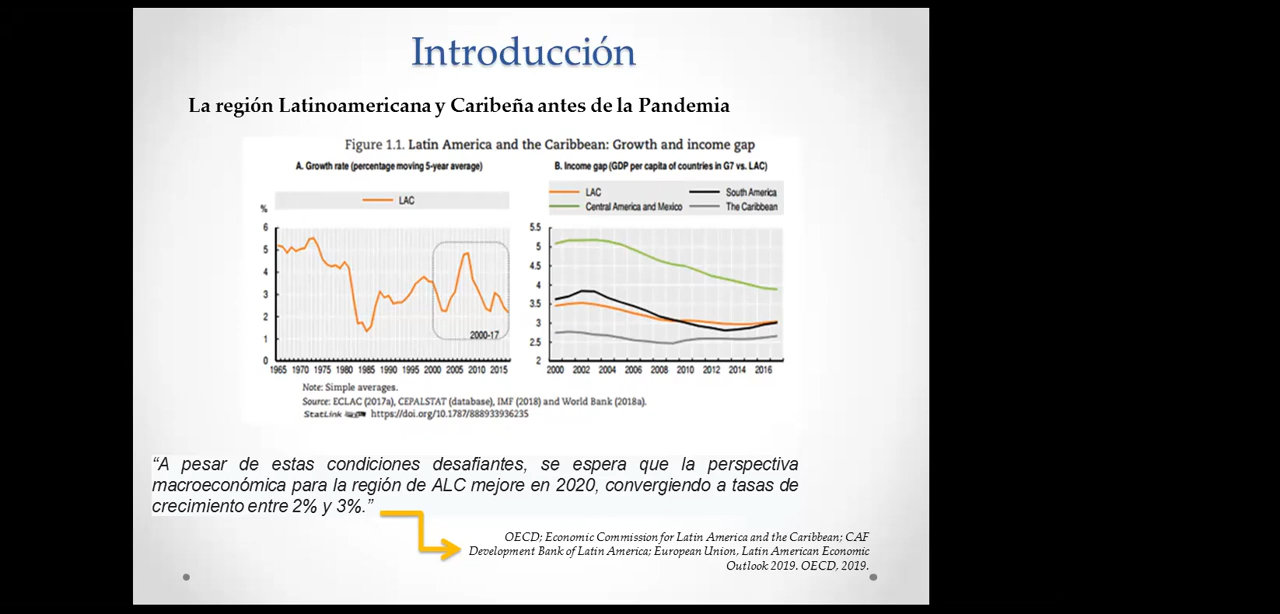 Introducción
La región Latinoamericana y Caribeña antes de la Pandemia
Figure 1.1. Latin America and the Caribbean: Growth and income gap
A. Growth rate (percentage moving 5-year average)
LAC
%
6
5
4
3
2
1
0
2000-17
1965 1970 1975 1980 1985 1990 1995 2000 2005 2010 2015
B. Income gap (GDP per capita of countries in G7 vs. LAC)
LAC
South America
Central America and Mexico
The Caribbean
5.5
5
4.5
4
3.5
3
2.5
2
2000 2002 2004 2006 2008 2010 2012 2014 2016
Note: Simple averages.
Source: ECLAC (2017a), CEPALSTAT (database), IMF (2018) and World Bank (2018a).
StatLink https://doi.org/10.1787/888933936235
“A pesar de estas condiciones desafiantes, se espera que la perspectiva
macroeconómica para la región de ALC mejore en 2020, convergiendo a tasas de
crecimiento entre 2% y 3%.”
OECD; Economic Commission for Latin America and the Caribbean; CAF
Development Bank of Latin America; European Union, Latin American Economic
Outlook 2019. OECD, 2019.